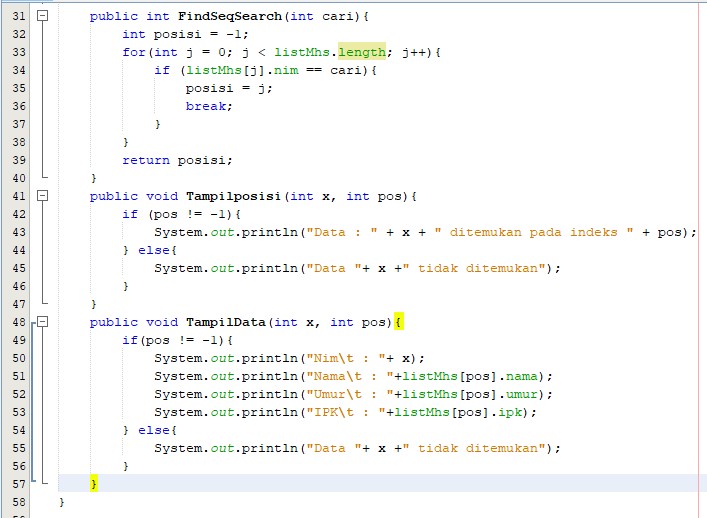 31 public int FindSeqSearch(int cari){
32 int posisi = -1;
33 for(int j = 0; j < listMhs.length; j++){
34 if (listMhs[j].nim == cari){
35 posisi = j;
36 break;
37 }
38 }
39 return posisi;
40 }
41 public void Tampilposisi(int x, int pos){
42 if (pos != -1){
43 System.out.println("Data : " + x + " ditemukan pada indeks " + pos);
44 } else{
45 System.out.println("Data "+ x +" tidak ditemukan");
46 }
47 }
48 public void TampilData(int x, int pos){
49 if(pos != -1){
50 System.out.println("Nim\t : "+ x);
51 System.out.println("Nama\t : "+listMhs[pos].nama);
52 System.out.println("Umur\t : "+listMhs[pos].umur);
53 System.out.println("IPK\t : "+listMhs[pos].ipk);
54 } else{
55 System.out.println("Data "+ x +" tidak ditemukan");
56 }
57 }
58 }